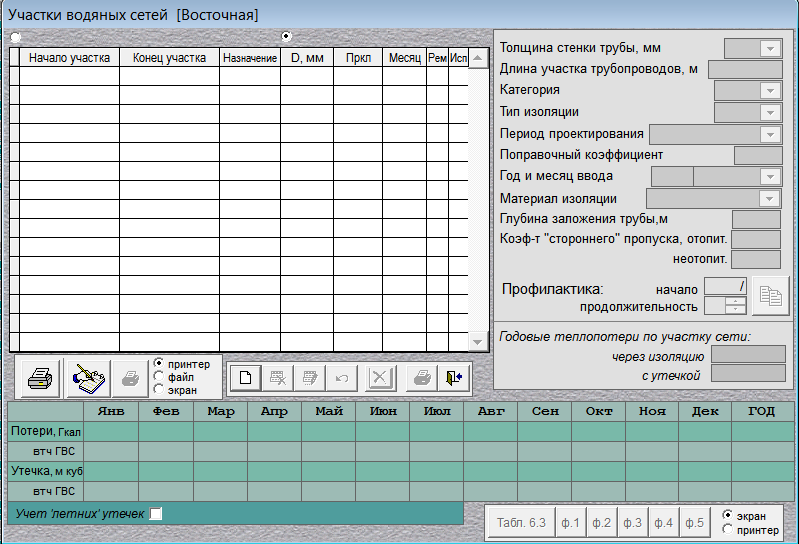 Участки водяных сетей [Восточная]
Начало участка Конец участка Назначение D, мм Пркл Месяц Рем Исп
Толщина стенки трубы, мм
Длина участка трубопроводов, м
Категория
Тип изоляции
Период проектирования
Поправочный коэффициент
Год и месяц ввода
Материал изоляции
Глубина заложения трубы,м
Коэф-т "стороннего" пропуска, отопит.
неотопит.
Профилактика: начало /
продолжительность
Годовые теплопотери по участку сети:
через изоляцию
с утечкой
принтер
файл
экран
Янв Фев Мар Апр Май Июн Июл Авг Сен Окт Ноя Дек ГОД
Потери, Гкал
втч ГВС
Утечка, м куб
втч ГВС
Учет 'летних' утечек
Табл. 6.3 ф.1 ф.2 ф.3 ф.4 ф.5
экран
принтер